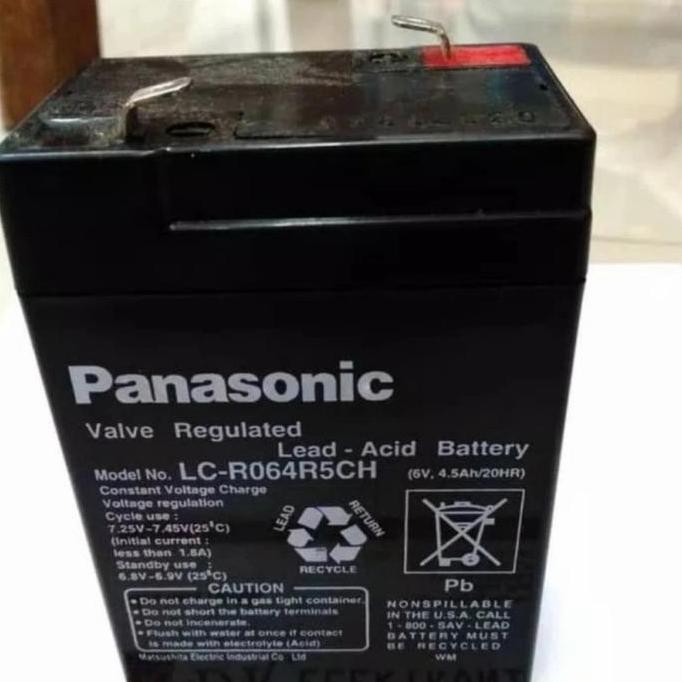 Panasonic
Valve Regulated
Lead - Acid Battery
Model No. LC-R064R5CH (6V, 4.5Ah/20HR)
Constant Voltage Charge
Voltage regulation
Cycle use :
7.25V~7.45V(25°C)
(Initial current :
less than 1.8A)
Standby use :
6.8V~6.9V (25°C)
LEAD
RETURN
RECYCLE
Pb
CAUTION
• Do not charge in a gas tight container.
• Do not short the battery terminals
• Do not incenerate.
• Flush with water at once if contact
is made with electrolyte (Acid)
Matsushita Electric Industrial Co Ltd
NONSPILLABLE
IN THE U.S.A. CALL
1 - 800 - SAV - LEAD
BATTERY MUST
BE RECYCLED
WM